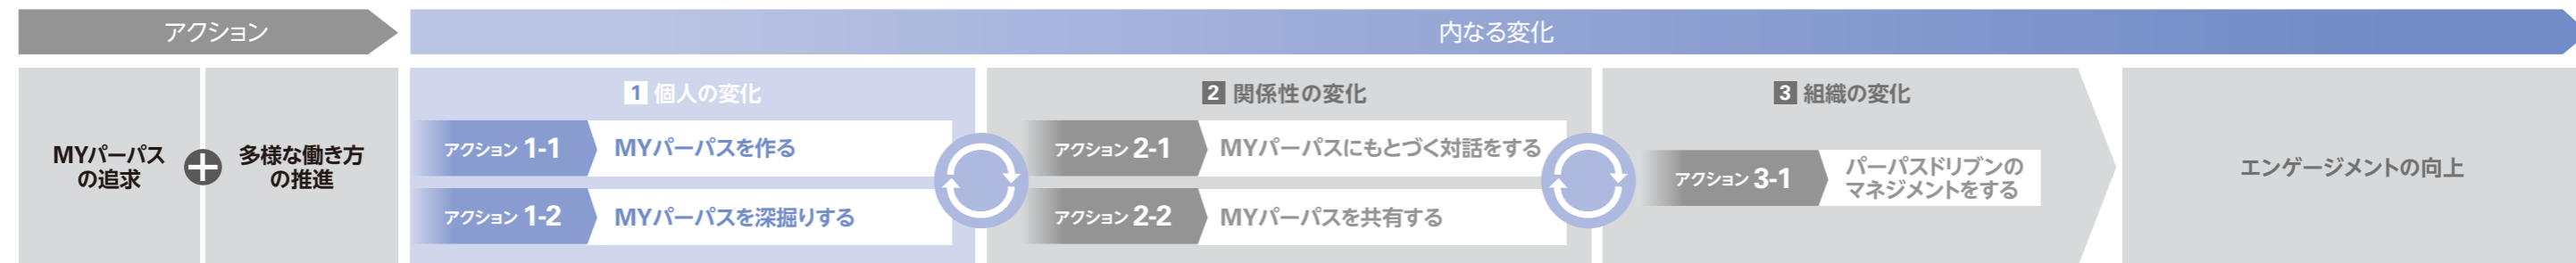 アクション
内なる変化
MYパーパス
の追求
多様な働き方
の推進
1 個人の変化
アクション 1-1 MYパーパスを作る
アクション 1-2 MYパーパスを深掘りする
2 関係性の変化
アクション 2-1 MYパーパスにもとづく対話をする
アクション 2-2 MYパーパスを共有する
3 組織の変化
アクション 3-1
パーパスドリブンの
マネジメントをする
エンゲージメントの向上